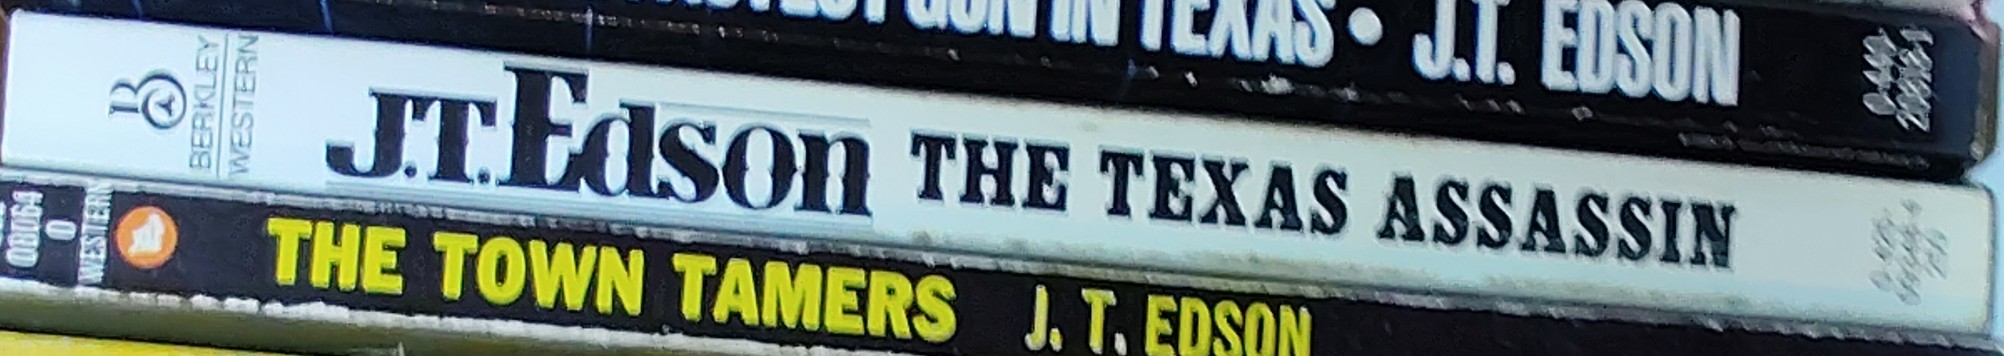 GUN IN TEXAS • J.T. EDSON
BERKLEY
WESTERN
J.T. Edson THE TEXAS ASSASSIN
08064
0
WESTERN
THE TOWN TAMERS J. T. EDSON